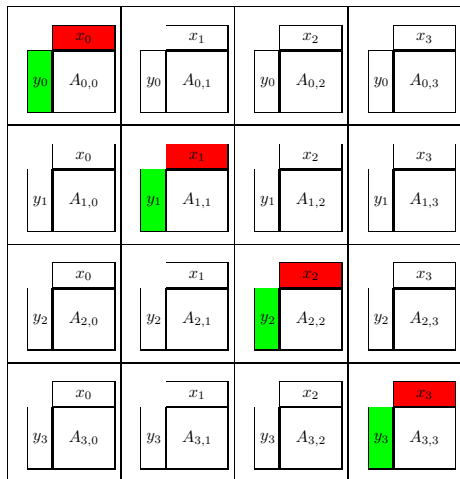 x₀ x₁ x₂ x₃
y₀ A₀,₀ y₀ A₀,₁ y₀ A₀,₂ y₀ A₀,₃
x₀ x₁ x₂ x₃
y₁ A₁,₀ y₁ A₁,₁ y₁ A₁,₂ y₁ A₁,₃
x₀ x₁ x₂ x₃
y₂ A₂,₀ y₂ A₂,₁ y₂ A₂,₂ y₂ A₂,₃
x₀ x₁ x₂ x₃
y₃ A₃,₀ y₃ A₃,₁ y₃ A₃,₂ y₃ A₃,₃